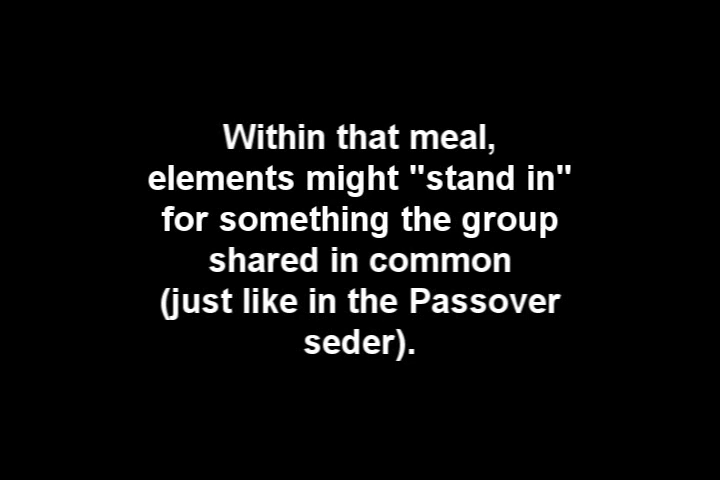 Within that meal,
elements might "stand in"
for something the group
shared in common
(just like in the Passover
seder).